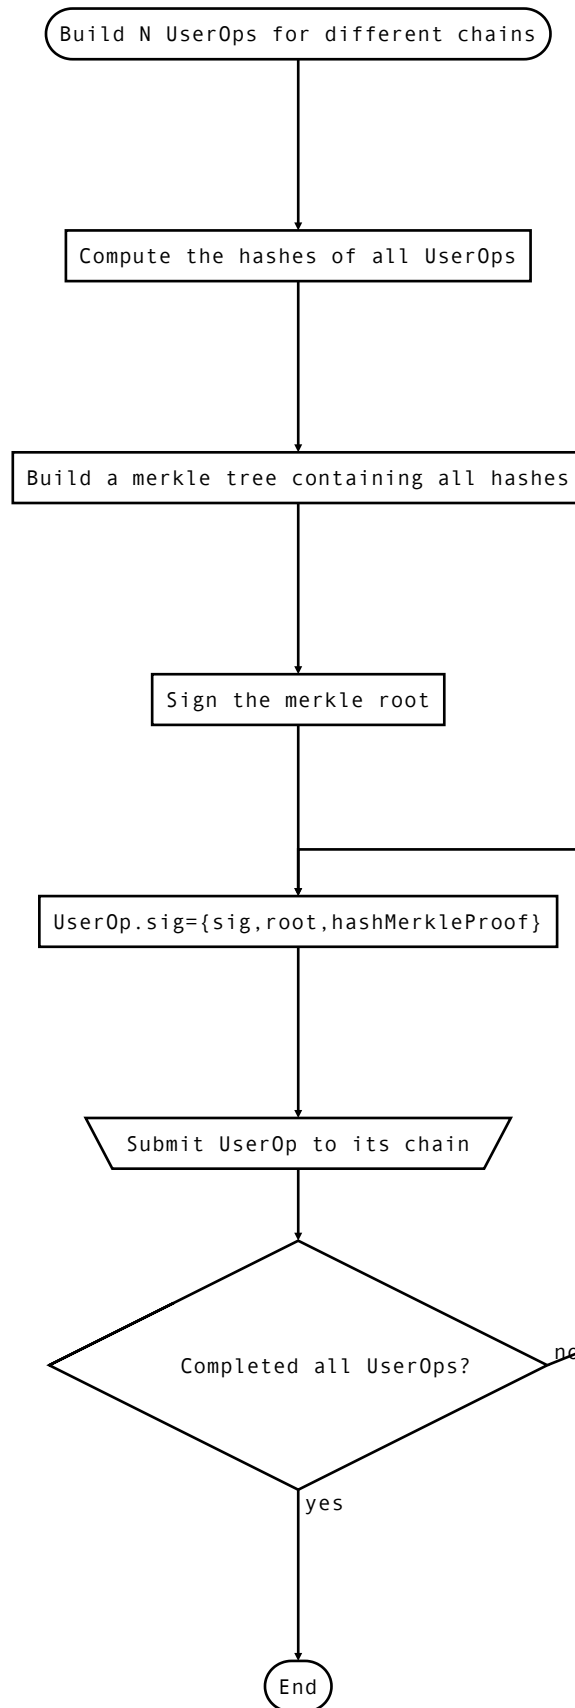 Build N UserOps for different chains
Compute the hashes of all UserOps
Build a merkle tree containing all hashes
Sign the merkle root
UserOp.sig={sig,root,hashMerkleProof}
Submit UserOp to its chain
Completed all UserOps?
no
yes
End